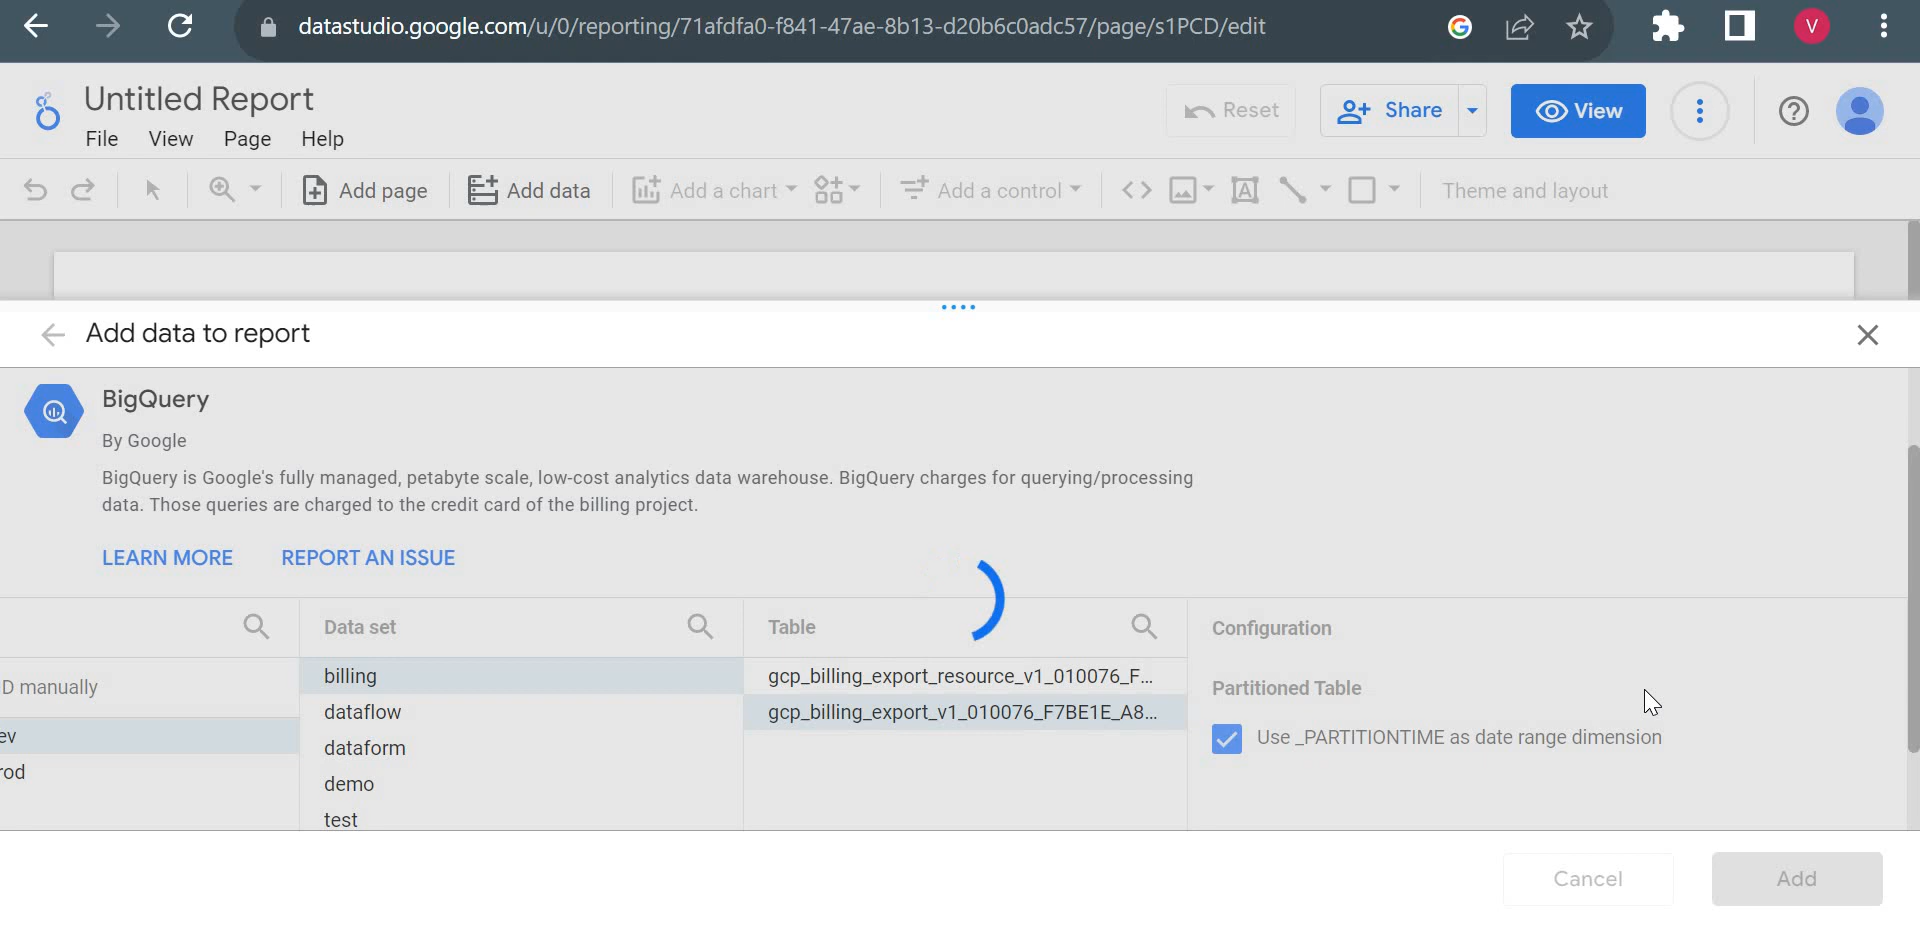 datastudio.google.com/u/0/reporting/71afdfa0-f841-47ae-8b13-d20b6c0adc57/page/s1PCD/edit
V
Untitled Report
File View Page Help
Reset
Share
View
Add page
Add data
Add a chart
Add a control
Theme and layout
Add data to report
BigQuery
By Google
BigQuery is Google's fully managed, petabyte scale, low-cost analytics data warehouse. BigQuery charges for querying/processing
data. Those queries are charged to the credit card of the billing project.
LEARN MORE REPORT AN ISSUE
D manually
ev
rod
Data set
billing
dataflow
dataform
demo
test
Table
gcp_billing_export_resource_v1_010076_F...
gcp_billing_export_v1_010076_F7BE1E_A8...
Configuration
Partitioned Table
Use _PARTITIONTIME as date range dimension
Cancel
Add